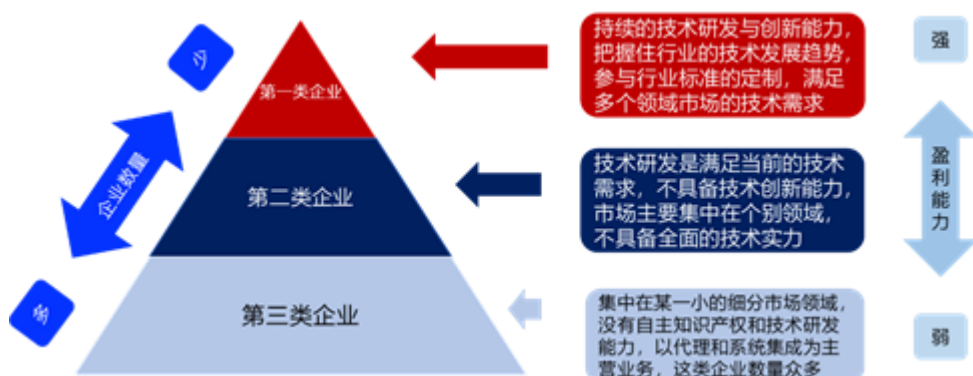 少
企业数量
多
第一类企业
第二类企业
第三类企业
持续的技术研发与创新能力，
把握住行业的技术发展趋势，
参与行业标准的定制，满足
多个领域市场的技术需求
技术研发是满足当前的技术
需求，不具备技术创新能力，
市场主要集中在个别领域，
不具备全面的技术实力
集中在某一小的细分市场领域，
没有自主知识产权和技术研发
能力，以代理和系统集成为主
营业务，这类企业数量众多
强
盈利能力
弱